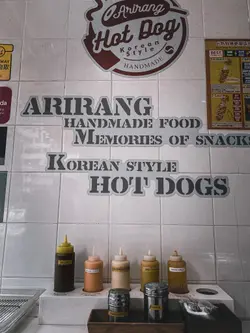 Arirang
Hot Dog
Korean
Style
HANDMADE
ARIRANG
HANDMADE FOOD
MEMORIES OF SNACK
KOREAN STYLE
HOT DOGS